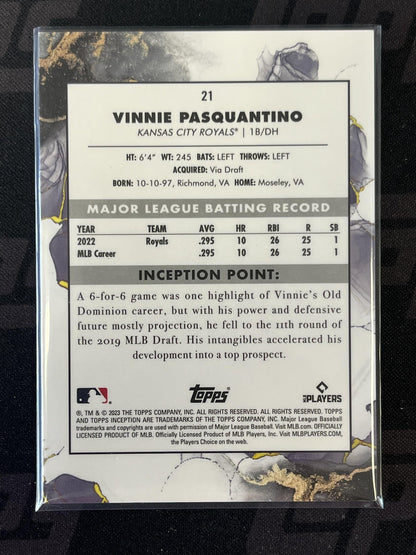 21
VINNIE PASQUANTINO
KANSAS CITY ROYALS® | 1B/DH
HT: 6'4" WT: 245 BATS: LEFT THROWS: LEFT
ACQUIRED: Via Draft
BORN: 10-10-97, Richmond, VA HOME: Moseley, VA
MAJOR LEAGUE BATTING RECORD
YEAR TEAM AVG HR RBI R SB
2022 Royals .295 10 26 25 1
MLB Career .295 10 26 25 1
INCEPTION POINT:
A 6-for-6 game was one highlight of Vinnie's Old
Dominion career, but with his power and defensive
future mostly projection, he fell to the 11th round of
the 2019 MLB Draft. His intangibles accelerated his
development into a top prospect.
topps
MLB PLAYERS
®, TM & © 2023 THE TOPPS COMPANY, INC. ALL RIGHTS RESERVED. ALL RIGHTS RESERVED. TOPPS
AND TOPPS INCEPTION ARE TRADEMARKS OF THE TOPPS COMPANY, INC. Major League Baseball
trademarks and copyrights are used with permission of Major League Baseball. Visit MLB.com. OFFICIALLY
LICENSED PRODUCT OF MLB. Officially Licensed Product of MLB Players, Inc. Visit MLBPLAYERS.COM,
the Players Choice on the web.